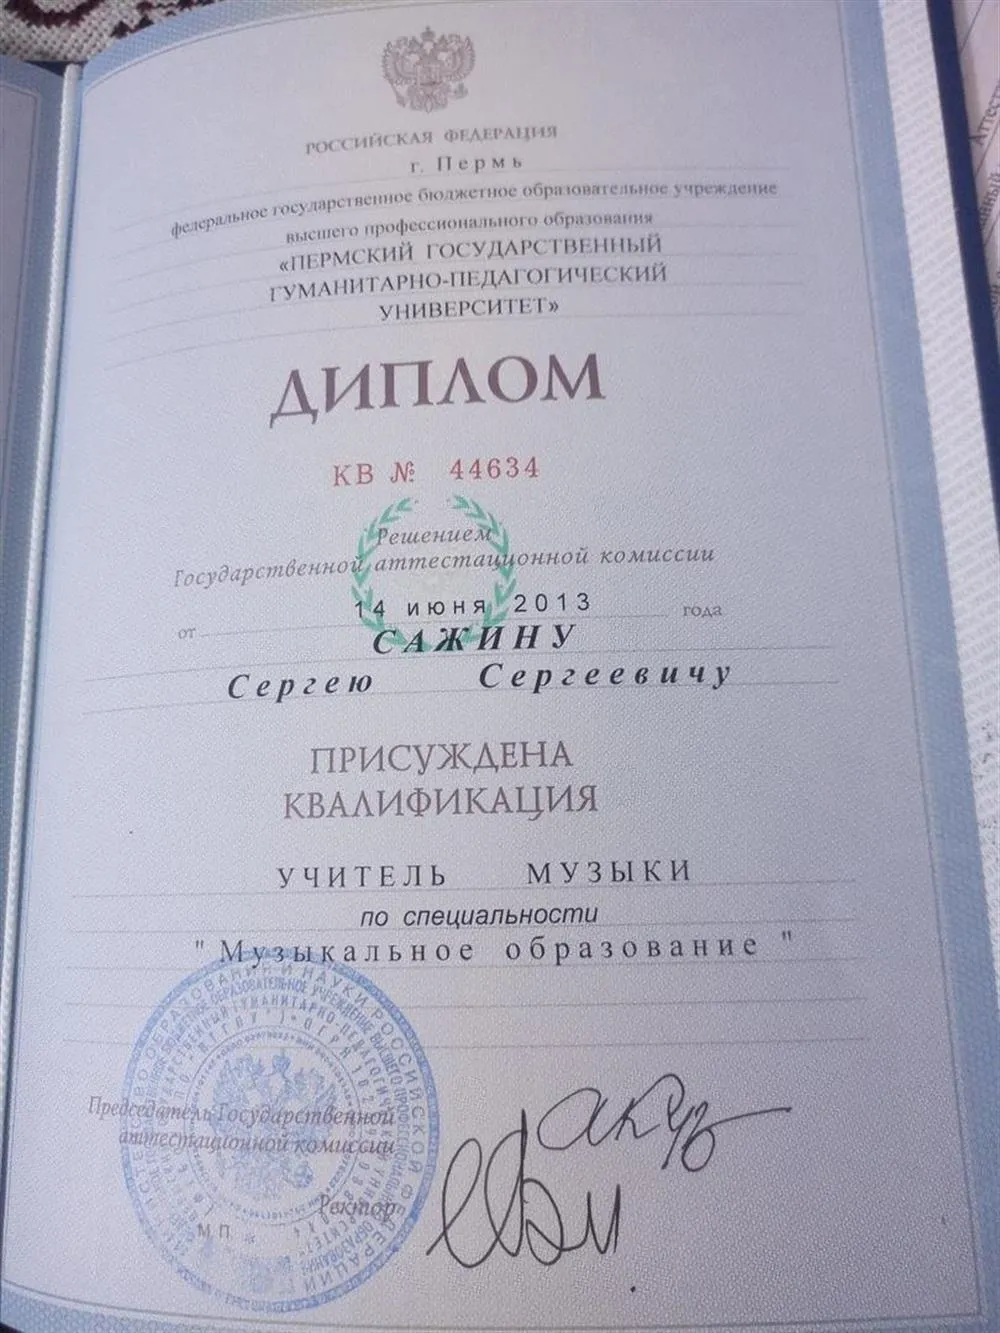 РОССИЙСКАЯ ФЕДЕРАЦИЯ
г. Пермь
федеральное государственное бюджетное образовательное учреждение
высшего профессионального образования
«ПЕРМСКИЙ ГОСУДАРСТВЕННЫЙ
ГУМАНИТАРНО-ПЕДАГОГИЧЕСКИЙ
УНИВЕРСИТЕТ»
ДИПЛОМ
КВ № 44634
Решением
Государственной аттестационной комиссии
от 14 июня 2013 года
САЖИНУ
Сергею Сергеевичу
ПРИСУЖДЕНА
КВАЛИФИКАЦИЯ
УЧИТЕЛЬ МУЗЫКИ
по специальности
" Музыкальное образование "
Председатель Государственной
аттестационной комиссии
Ректор
М.П.